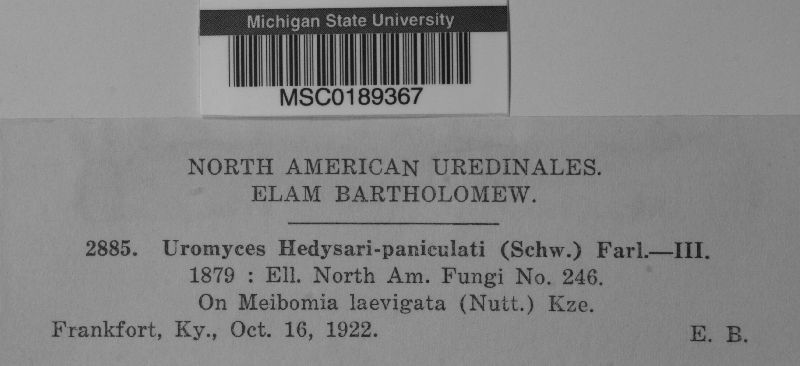 Michigan State University
MSC0189367
NORTH AMERICAN UREDINALES.
ELAM BARTHOLOMEW.
2885. Uromyces Hedysari-paniculati (Schw.) Farl.—III.
1879 : Ell. North Am. Fungi No. 246.
On Meibomia laevigata (Nutt.) Kze.
Frankfort, Ky., Oct. 16, 1922. E. B.